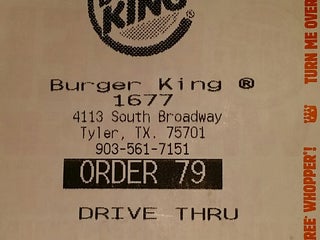 KING
Burger King ®
1677
4113 South Broadway
Tyler, TX. 75701
903-561-7151
ORDER 79
DRIVE THRU
TURN ME OVER
REE WHOPPER®!